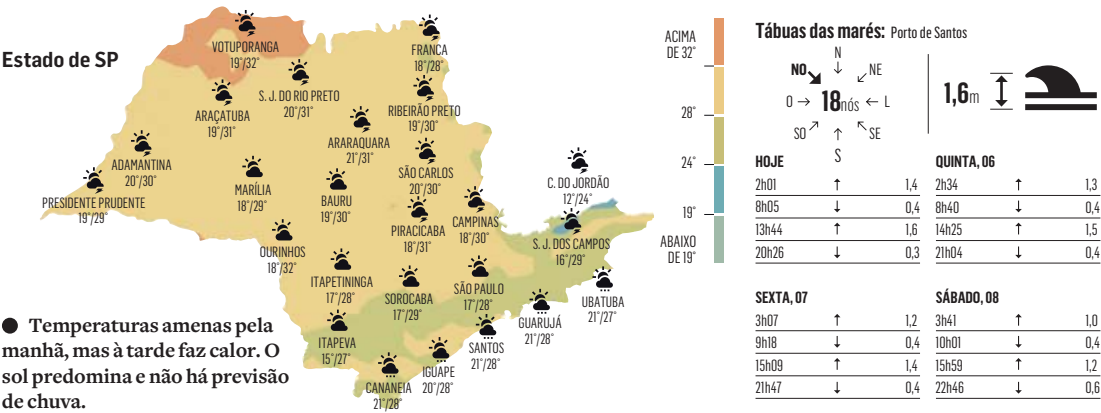 Estado de SP
VOTUPORANGA
19°/32°
FRANCA
18°/28°
S. J. DO RIO PRETO
20°/31°
ARAÇATUBA
19°/31°
RIBEIRÃO PRETO
19°/30°
ARARAQUARA
21°/31°
ADAMANTINA
20°/30°
SÃO CARLOS
20°/30°
PRESIDENTE PRUDENTE
19°/29°
MARÍLIA
18°/29°
BAURU
19°/30°
C. DO JORDÃO
12°/24°
PIRACICABA
18°/31°
CAMPINAS
18°/30°
S. J. DOS CAMPOS
16°/29°
OURINHOS
18°/32°
ITAPETININGA
17°/28°
SOROCABA
17°/29°
SÃO PAULO
17°/28°
UBATUBA
21°/27°
GUARUJÁ
21°/28°
ITAPEVA
15°/27°
SANTOS
21°/28°
IGUAPE
20°/28°
CANANEIA
21°/28°
● Temperaturas amenas pela
manhã, mas à tarde faz calor. O
sol predomina e não há previsão
de chuva.
ACIMA
DE 32°
28°
24°
19°
ABAIXO
DE 19°
Tábuas das marés: Porto de Santos
N
NO ↘ ↓ ↙ NE
O → 18nós ← L
SO ↗ ↑ ↖ SE
S
1,6m
HOJE
2h01 ↑ 1,4
8h05 ↓ 0,4
13h44 ↑ 1,6
20h26 ↓ 0,3
QUINTA, 06
2h34 ↑ 1,3
8h40 ↓ 0,4
14h25 ↑ 1,5
21h04 ↓ 0,4
SEXTA, 07
3h07 ↑ 1,2
9h18 ↓ 0,4
15h09 ↑ 1,4
21h47 ↓ 0,4
SÁBADO, 08
3h41 ↑ 1,0
10h01 ↓ 0,4
15h59 ↑ 1,2
22h46 ↓ 0,6